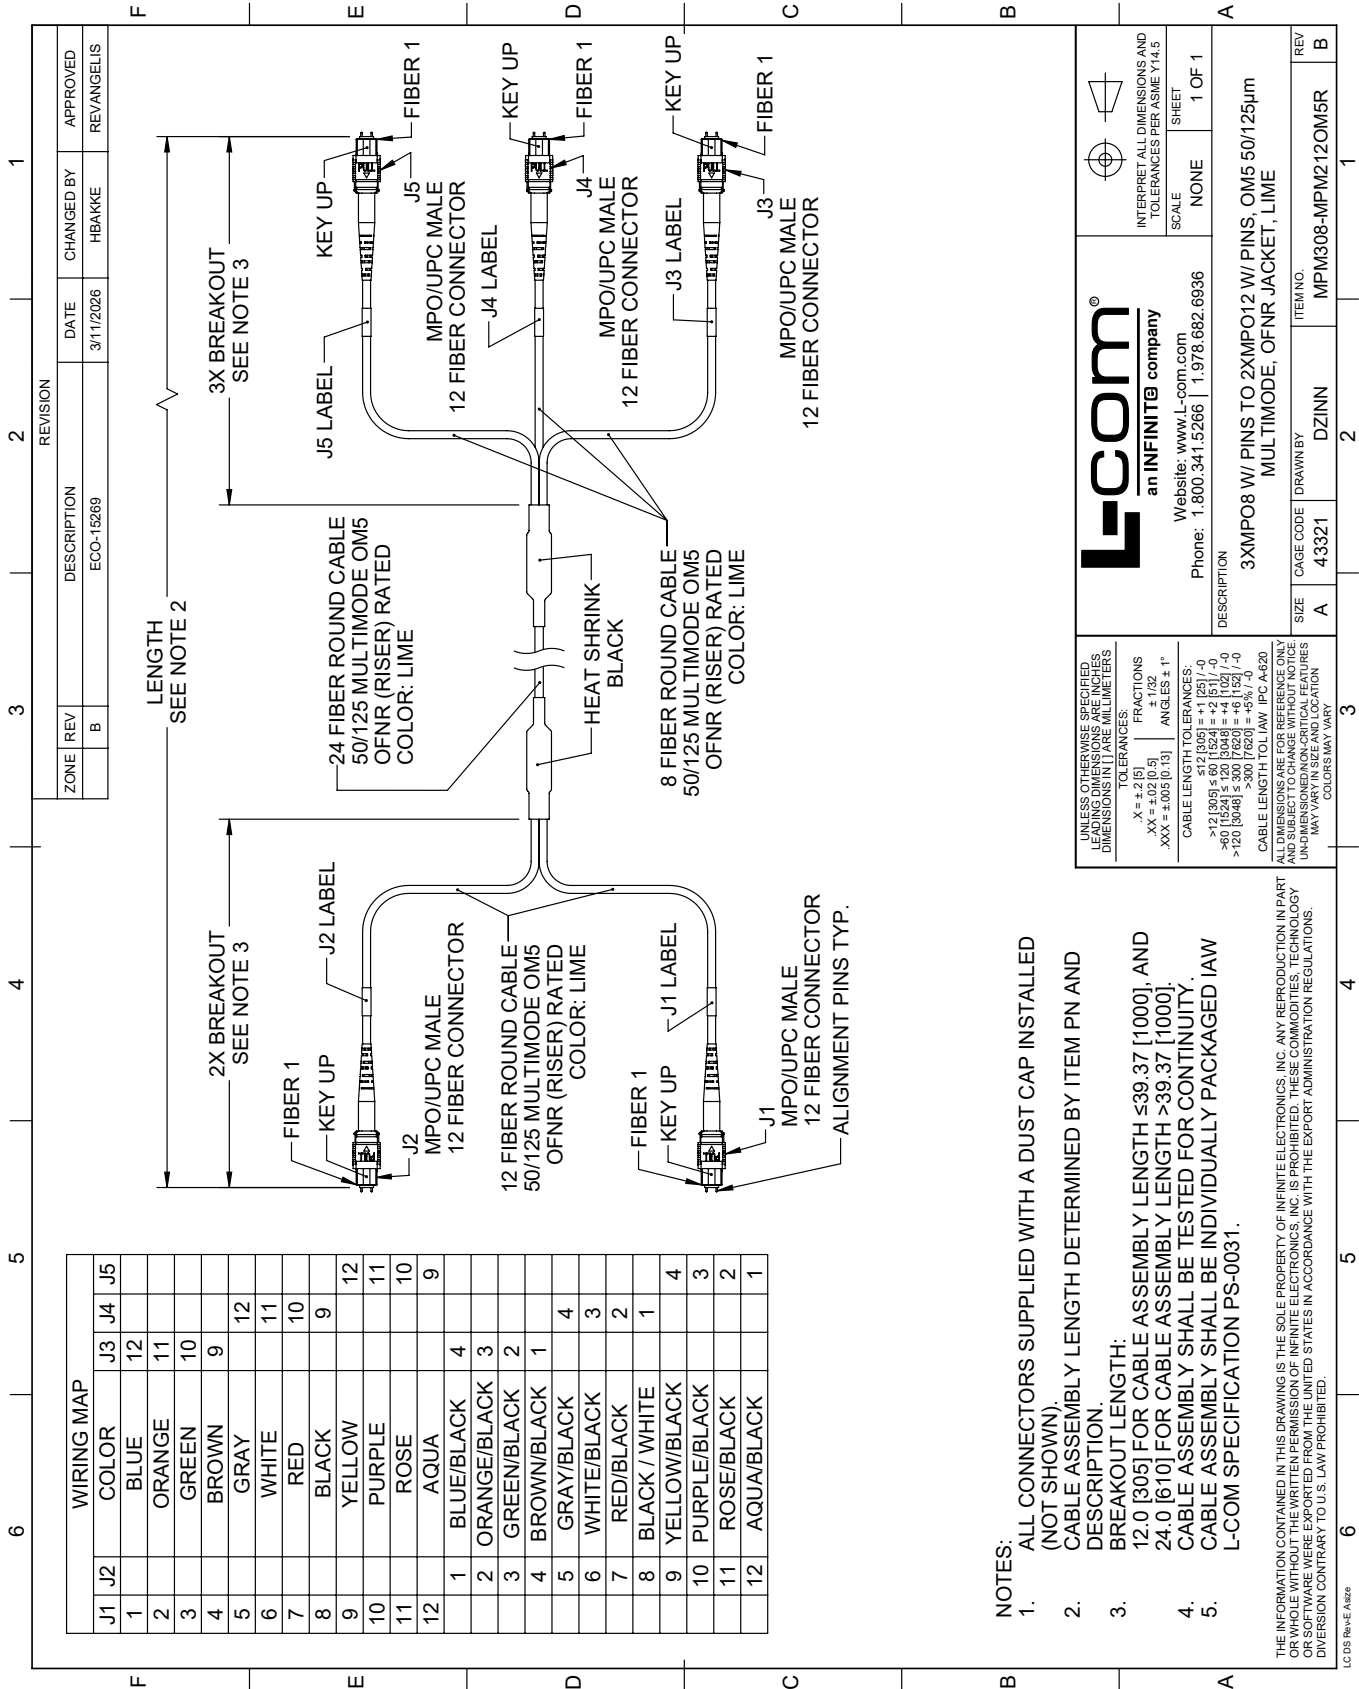 6 5 4 3 2 1
REVISION
ZONE REV DESCRIPTION DATE CHANGED BY APPROVED
B ECO-15269 3/11/2026 HBAKKE REVANGELIS
F
E
D
C
B
A
WIRING MAP
J1 J2 COLOR J3 J4 J5
1 BLUE 12
2 ORANGE 11
3 GREEN 10
4 BROWN 9
5 GRAY 12
6 WHITE 11
7 RED 10
8 BLACK 9
9 YELLOW 12
10 PURPLE 11
11 ROSE 10
12 AQUA 9
1 BLUE/BLACK 4
2 ORANGE/BLACK 3
3 GREEN/BLACK 2
4 BROWN/BLACK 1
5 GRAY/BLACK 4
6 WHITE/BLACK 3
7 RED/BLACK 2
8 BLACK / WHITE 1
9 YELLOW/BLACK 4
10 PURPLE/BLACK 3
11 ROSE/BLACK 2
12 AQUA/BLACK 1
LENGTH
SEE NOTE 2
2X BREAKOUT
SEE NOTE 3
3X BREAKOUT
SEE NOTE 3
FIBER 1
KEY UP
J2 LABEL
PULL
J2
MPO/UPC MALE
12 FIBER CONNECTOR
12 FIBER ROUND CABLE
50/125 MULTIMODE OM5
OFNR (RISER) RATED
COLOR: LIME
FIBER 1
KEY UP
J1 LABEL
PULL
J1
MPO/UPC MALE
12 FIBER CONNECTOR
ALIGNMENT PINS TYP.
24 FIBER ROUND CABLE
50/125 MULTIMODE OM5
OFNR (RISER) RATED
COLOR: LIME
HEAT SHRINK
BLACK
8 FIBER ROUND CABLE
50/125 MULTIMODE OM5
OFNR (RISER) RATED
COLOR: LIME
J5 LABEL
KEY UP
PULL
FIBER 1
J5
MPO/UPC MALE
12 FIBER CONNECTOR
J4 LABEL
KEY UP
PULL
FIBER 1
J4
MPO/UPC MALE
12 FIBER CONNECTOR
J3 LABEL
KEY UP
PULL
FIBER 1
J3
MPO/UPC MALE
12 FIBER CONNECTOR
NOTES:
1. ALL CONNECTORS SUPPLIED WITH A DUST CAP INSTALLED
(NOT SHOWN).
2. CABLE ASSEMBLY LENGTH DETERMINED BY ITEM PN AND
DESCRIPTION.
3. BREAKOUT LENGTH:
12.0 [305] FOR CABLE ASSEMBLY LENGTH ≤39.37 [1000], AND
24.0 [610] FOR CABLE ASSEMBLY LENGTH >39.37 [1000].
4. CABLE ASSEMBLY SHALL BE TESTED FOR CONTINUITY.
5. CABLE ASSEMBLY SHALL BE INDIVIDUALLY PACKAGED IAW
L-COM SPECIFICATION PS-0031.
THE INFORMATION CONTAINED IN THIS DRAWING IS THE SOLE PROPERTY OF INFINITE ELECTRONICS, INC. ANY REPRODUCTION IN PART
OR WHOLE WITHOUT THE WRITTEN PERMISSION OF INFINITE ELECTRONICS, INC. IS PROHIBITED. THESE COMMODITIES, TECHNOLOGY
OR SOFTWARE WERE EXPORTED FROM THE UNITED STATES IN ACCORDANCE WITH THE EXPORT ADMINISTRATION REGULATIONS.
DIVERSION CONTRARY TO U.S. LAW PROHIBITED.
UNLESS OTHERWISE SPECIFIED
LEADING DIMENSIONS ARE INCHES
DIMENSIONS IN [ ] ARE MILLIMETERS
TOLERANCES:
.X = ±.2 [5] FRACTIONS
.XX = ±.02 [0.5] ± 1/32
.XXX = ±.005 [0.13] ANGLES ± 1°
CABLE LENGTH TOLERANCES:
≤12 [305] = +1 [25] / -0
>12 [305] ≤ 60 [1524] = +2 [51] / -0
>60 [1524] ≤ 120 [3048] = +4 [102] / -0
>120 [3048] ≤ 300 [7620] = +6 [152] / -0
>300 [7620] = +5% / -0
CABLE LENGTH TOL IAW IPC A-620
ALL DIMENSIONS ARE FOR REFERENCE ONLY
AND SUBJECT TO CHANGE WITHOUT NOTICE.
UN-DIMENSIONED/NON-CRITICAL FEATURES
MAY VARY IN SIZE AND LOCATION
COLORS MAY VARY
L-com®
an INFINITE company
Website: www.L-com.com
Phone: 1.800.341.5266 | 1.978.682.6936
INTERPRET ALL DIMENSIONS AND
TOLERANCES PER ASME Y14.5
SCALE SHEET
NONE 1 OF 1
DESCRIPTION
3XMPO8 W/ PINS TO 2XMPO12 W/ PINS, OM5 50/125µm
MULTIMODE, OFNR JACKET, LIME
SIZE CAGE CODE DRAWN BY ITEM NO. REV
A 43321 DZINN MPM308-MPM212OM5R B
F
E
D
C
B
A
6 5 4 3 2 1
LC DS Rev-E Asize